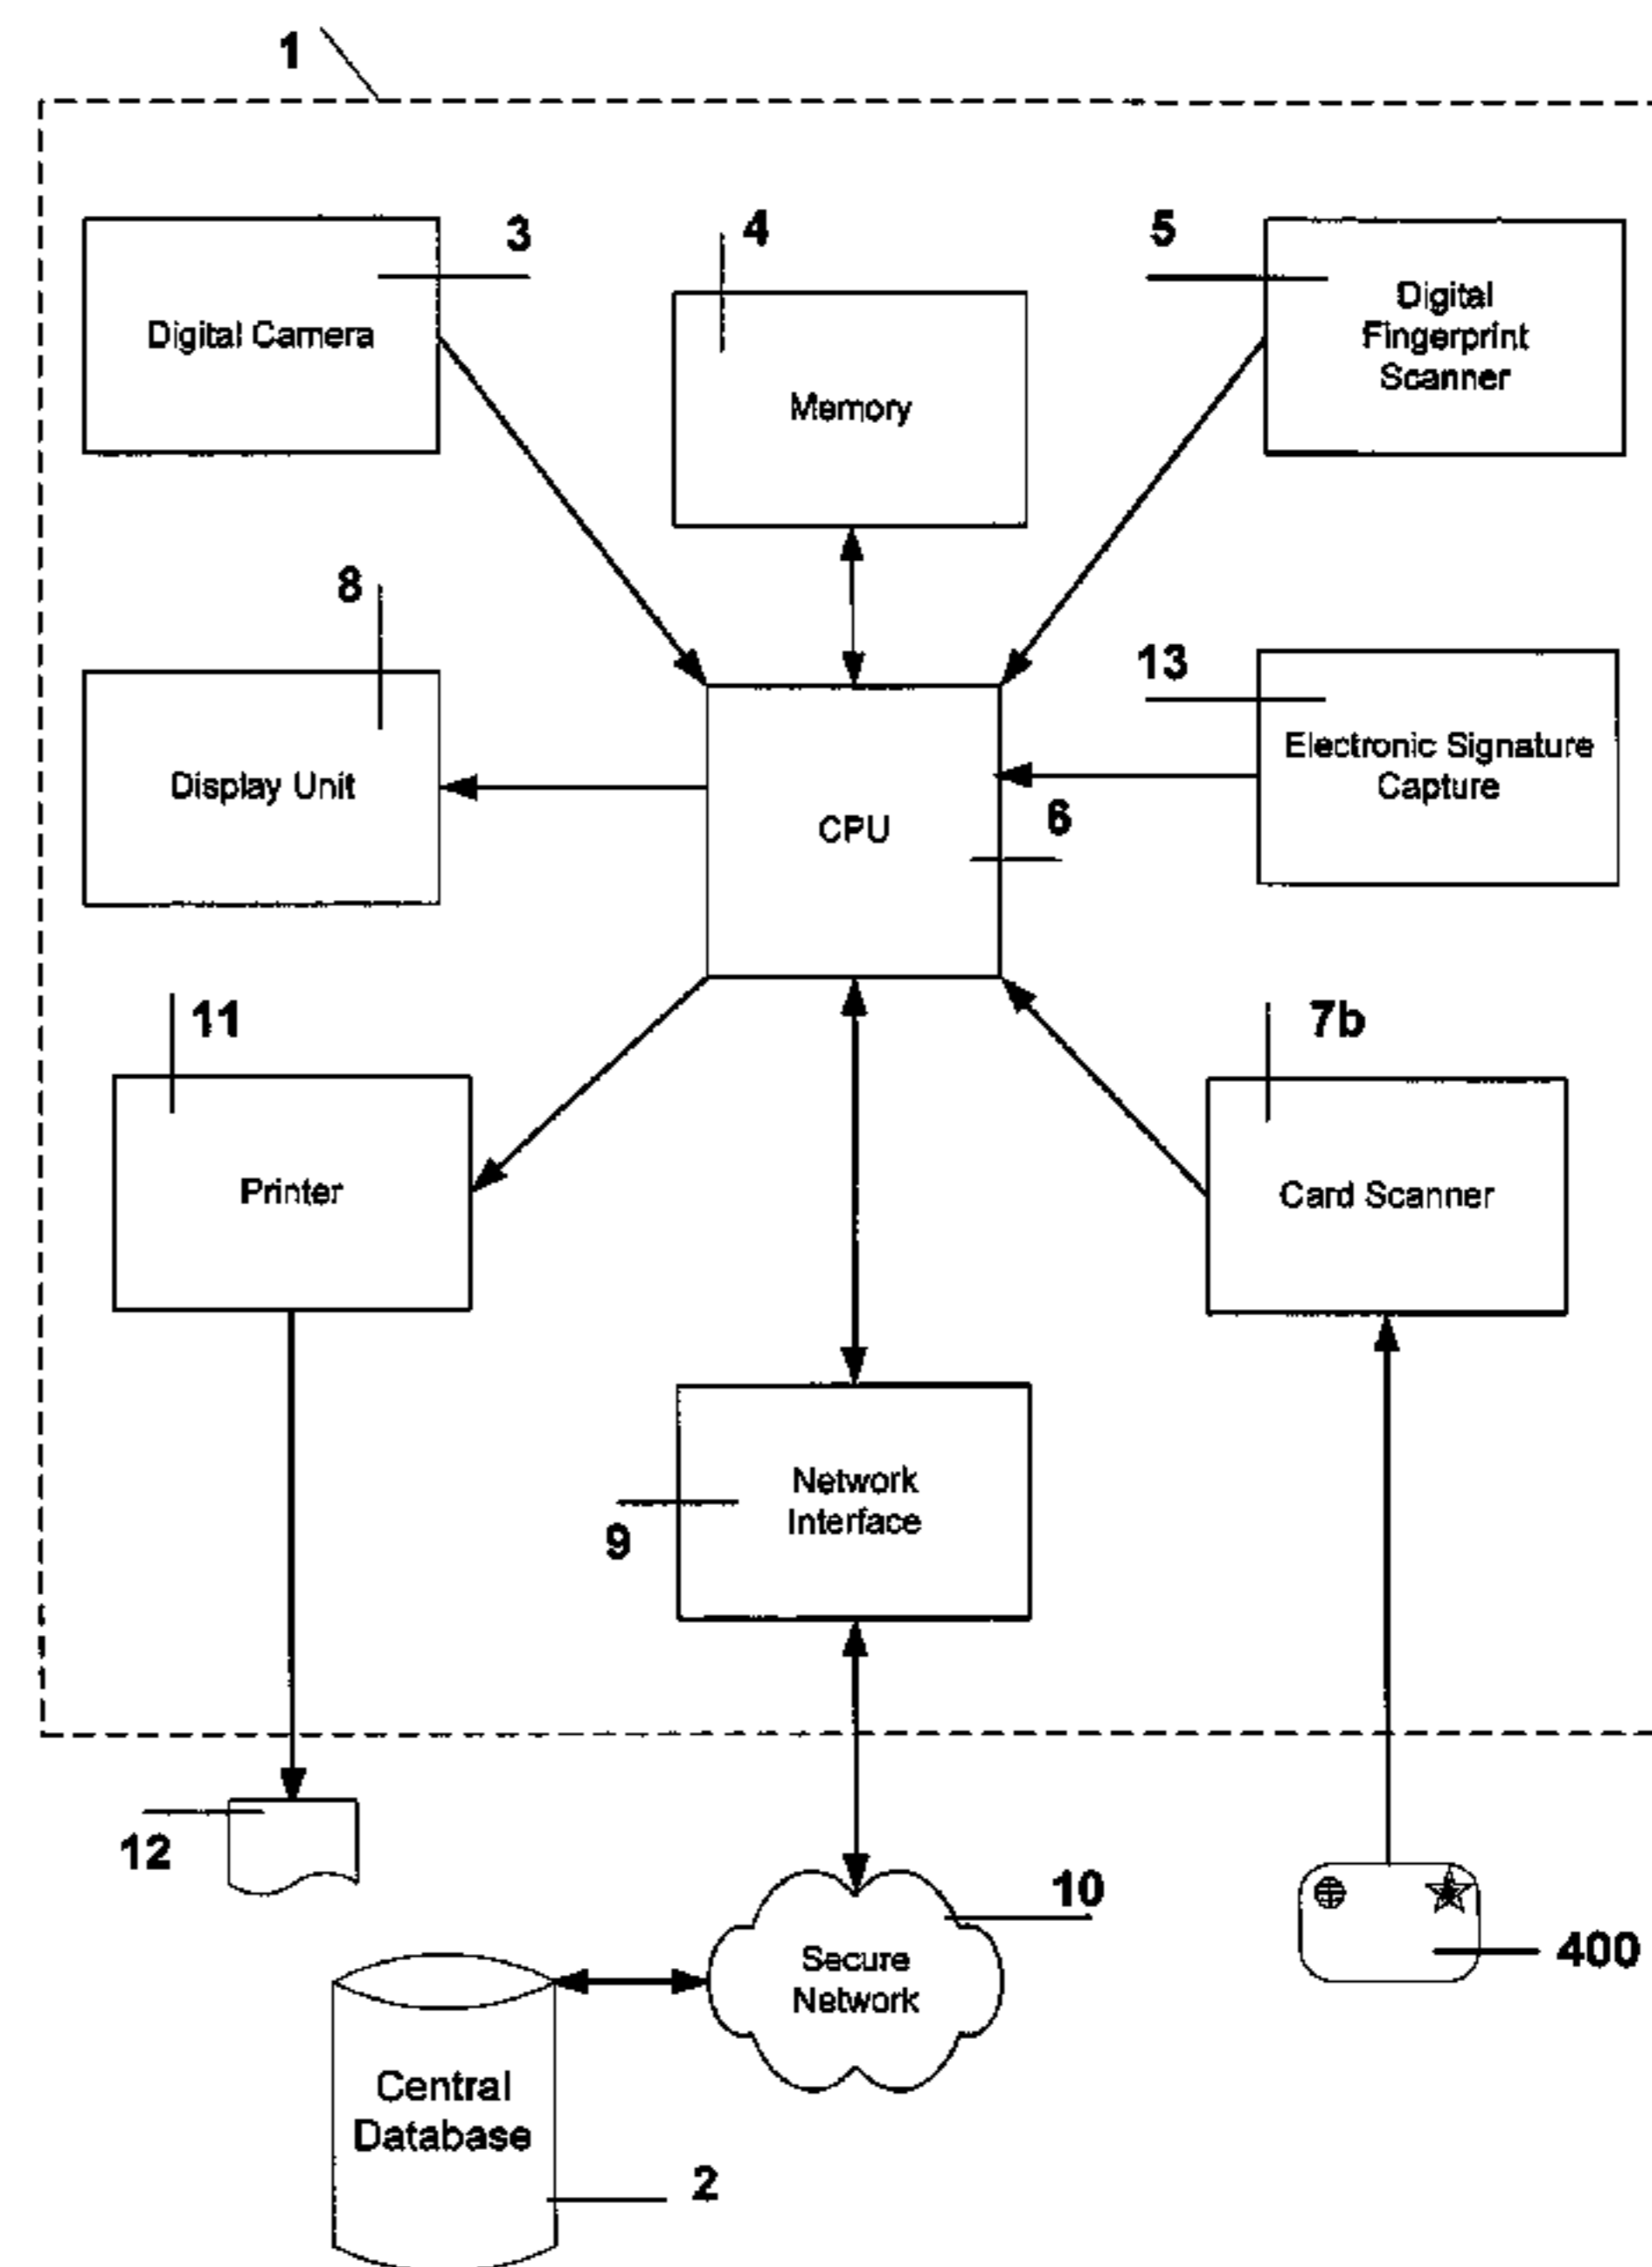 1
3
4
5
Digital Camera
Memory
Digital
Fingerprint
Scanner
8
13
Display Unit
CPU
6
Electronic Signature
Capture
11
7b
Printer
Card Scanner
Network
Interface
9
12
10
Secure
Network
400
Central
Database
2